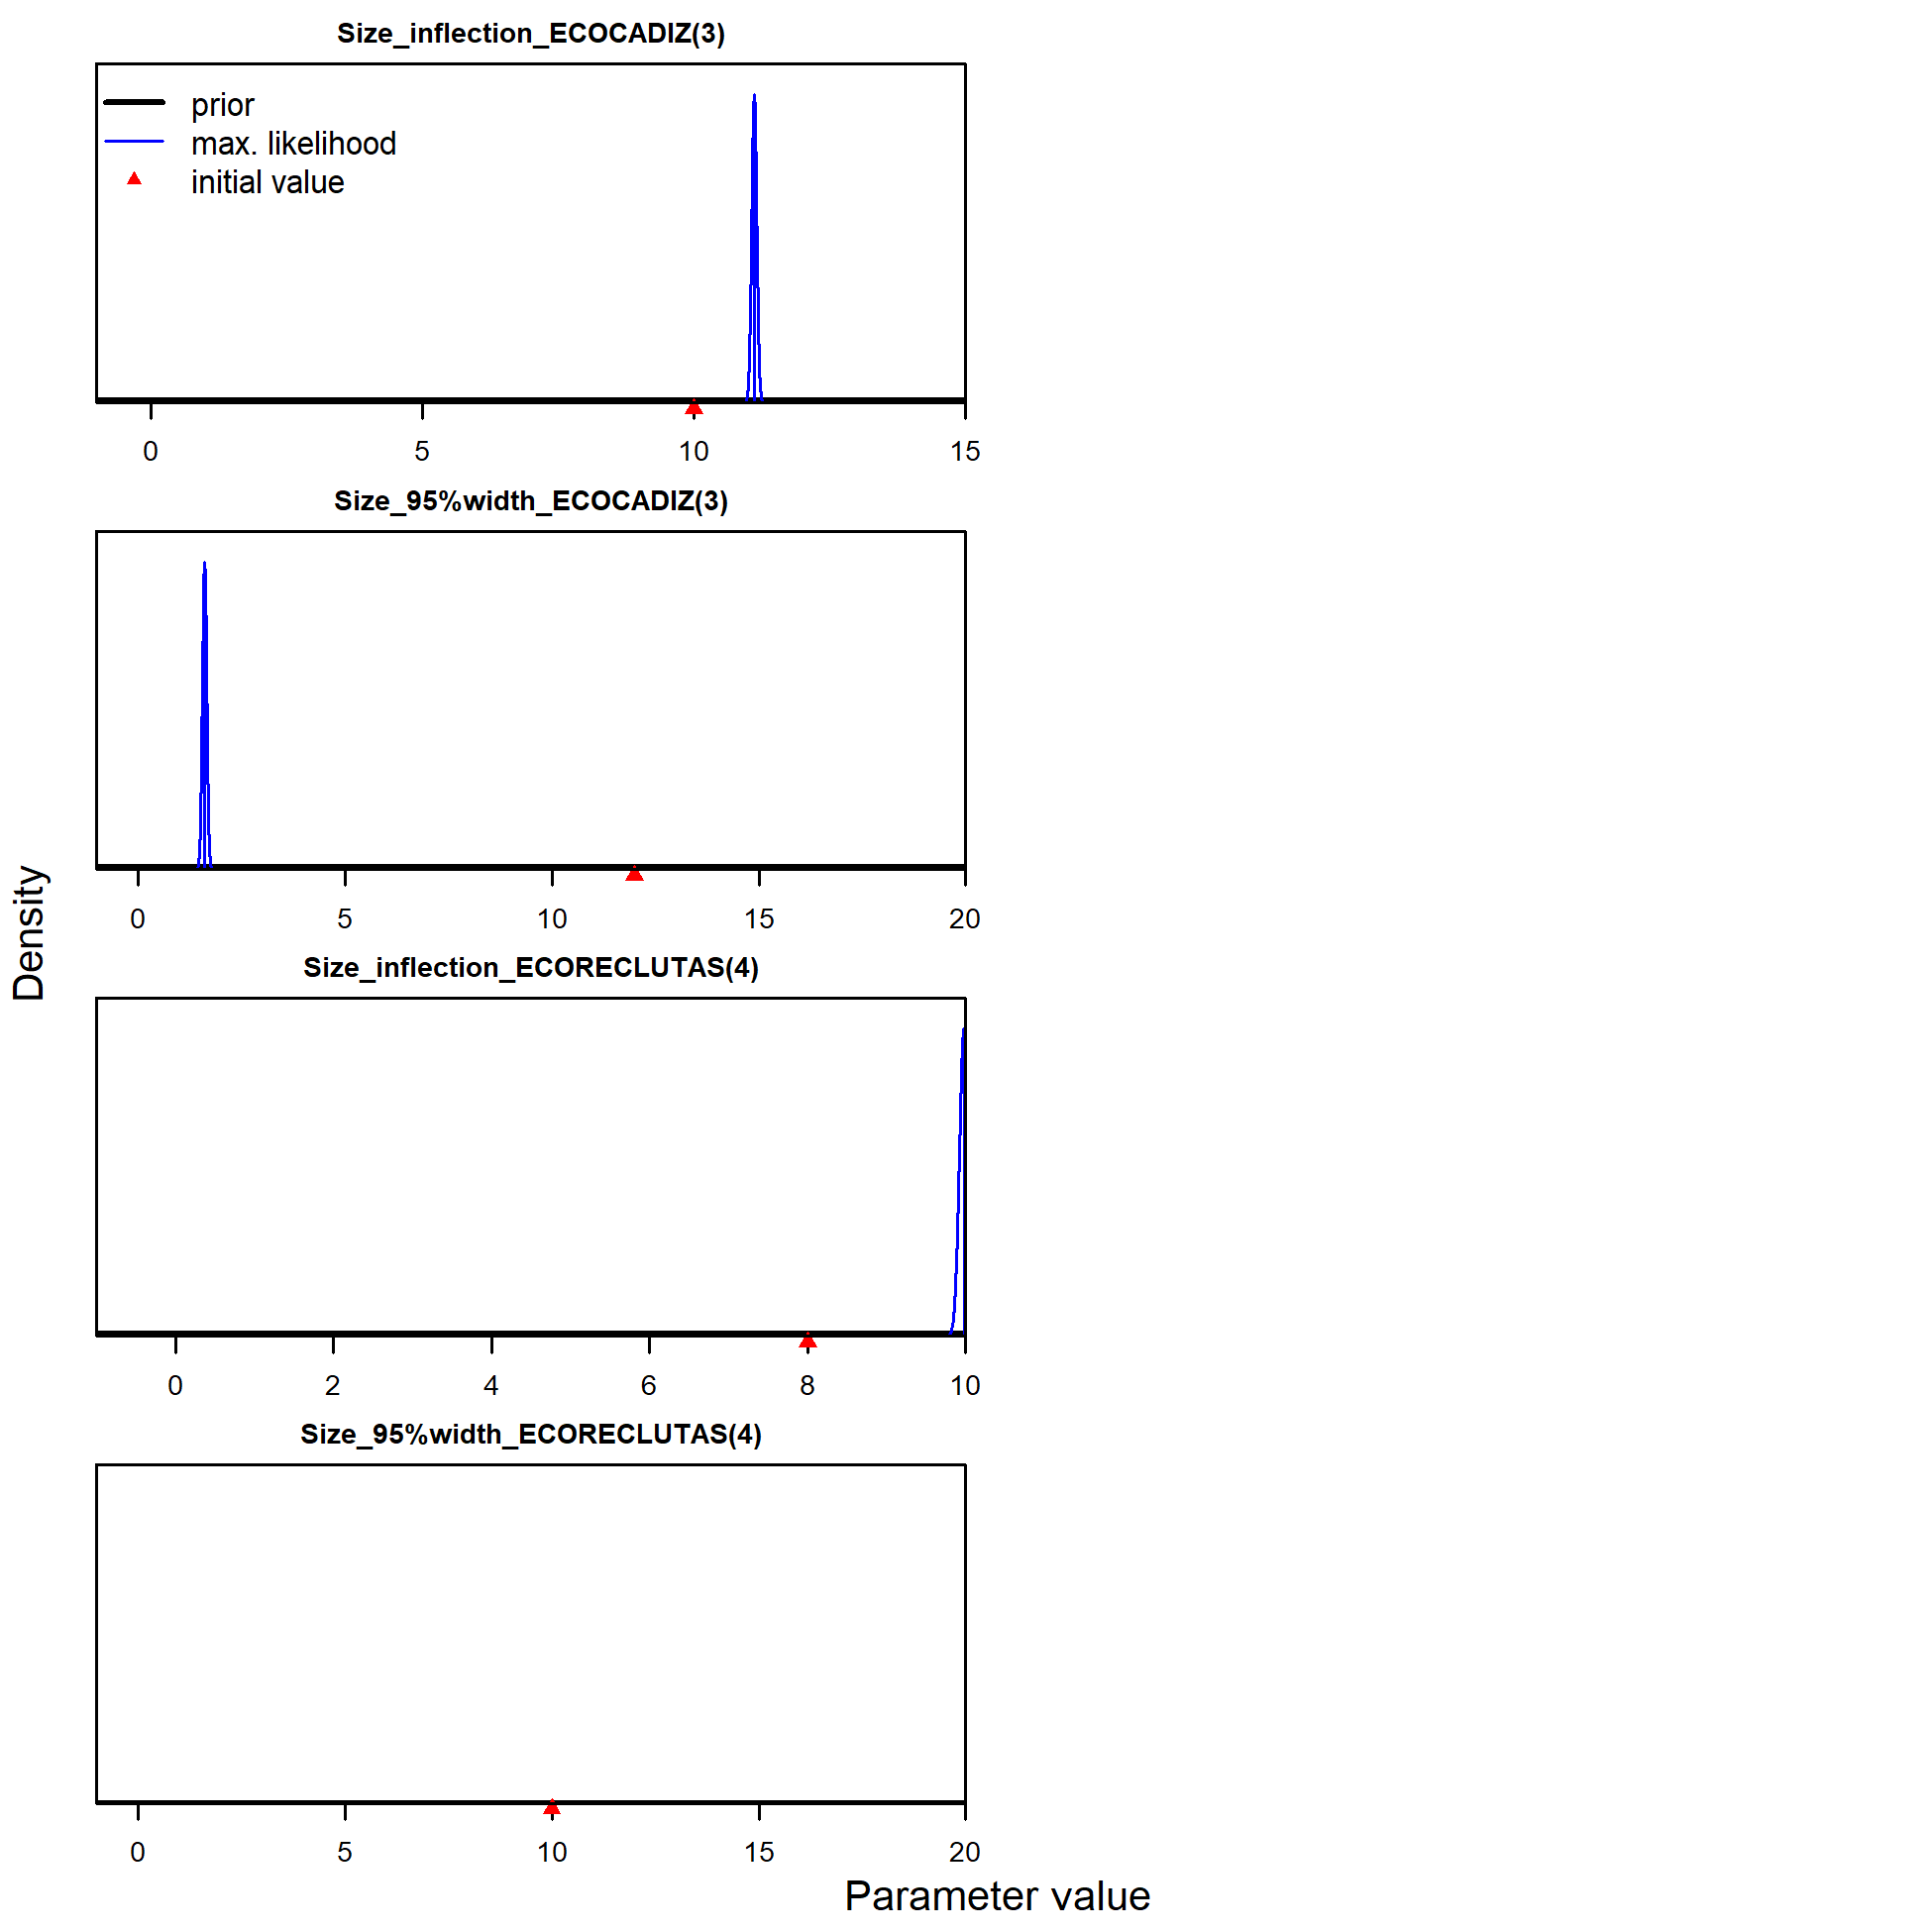 Size_inflection_ECOCADIZ(3)
prior
max. likelihood
initial value
0 5 10 15
Size_95%width_ECOCADIZ(3)
0 5 10 15 20
Density
Size_inflection_ECORECLUTAS(4)
0 2 4 6 8 10
Size_95%width_ECORECLUTAS(4)
0 5 10 15 20
Parameter value